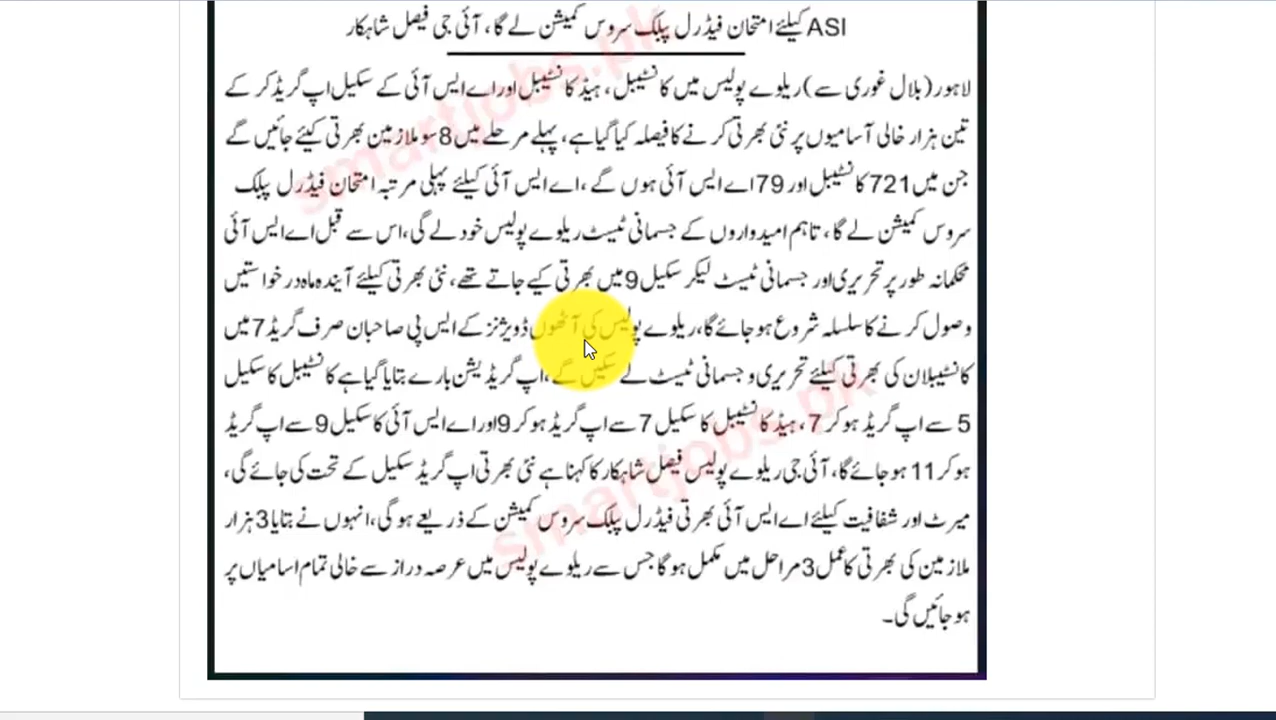 ASI کیلئے امتحان فیڈرل پبلک سروس کمیشن لے گا، آئی جی فیصل شاہکار
لاہور(بلال غوری سے)ریلوے پولیس میں کانسٹیبل، ہیڈ کانسٹیبل اور اے ایس آئی کے سکیل اپ گریڈ کر کے
تین ہزار خالی آسامیوں پر نئی بھرتی کرنے کا فیصلہ کیا گیا ہے، پہلے مرحلے میں 8 سو ملازمین بھرتی کیئے جائیں گے
جن میں 721 کانسٹیبل اور 79 اے ایس آئی ہوں گے، اے ایس آئی کیلئے پہلی مرتبہ امتحان فیڈرل پبلک
سروس کمیشن لے گا، تاہم امیدواروں کے جسمانی ٹیسٹ ریلوے پولیس خود لے گی، اس سے قبل اے ایس آئی
محکمانہ طور پر تحریری اور جسمانی ٹیسٹ لیکر سکیل 9 میں بھرتی کیے جاتے تھے، نئی بھرتی کیلئے آیندہ ماہ درخواستیں
وصول کرنے کا سلسلہ شروع ہو جائے گا، ریلوے پولیس کی آٹھوں ڈویژنز کے ایس پی صاحبان صرف گریڈ 7 میں
کانسٹیبلان کی بھرتی کیلئے تحریری و جسمانی ٹیسٹ لے سکیں گے، اپ گریڈیشن بارے بتایا گیا ہے کانسٹیبل کا سکیل
5 سے اپ گریڈ ہو کر 7، ہیڈ کانسٹیبل کا سکیل 7 سے اپ گریڈ ہو کر 9 اور اے ایس آئی کا سکیل 9 سے اپ گریڈ
ہو کر 11 ہو جائے گا، آئی جی ریلوے پولیس فیصل شاہکار کا کہنا ہے نئی بھرتی اپ گریڈ سکیل کے تحت کی جائے گی،
میرٹ اور شفافیت کیلئے اے ایس آئی بھرتی فیڈرل پبلک سروس کمیشن کے ذریعے ہو گی، انہوں نے بتایا 3 ہزار
ملازمین کی بھرتی کا عمل 3 مراحل میں مکمل ہو گا جس سے ریلوے پولیس میں عرصہ دراز سے خالی تمام اسامیاں پر
ہو جائیں گی۔
smartjobs.pk
smartjobs.pk